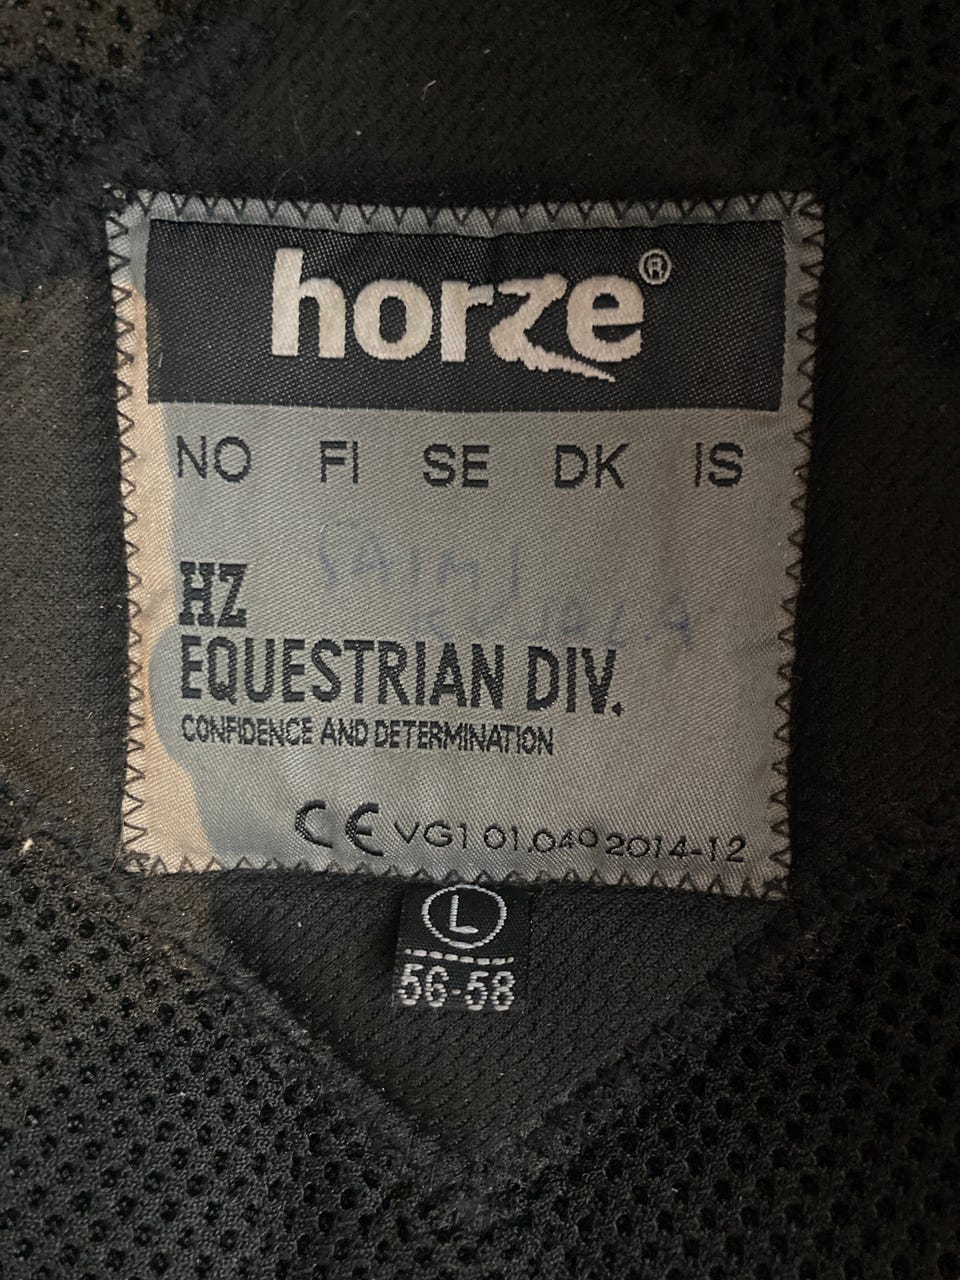 horze®
NO FI SE DK IS
SAIMI
HZ
EQUESTRIAN DIV.
CONFIDENCE AND DETERMINATION
CE VG1 01.040 2014-12
L
56-58